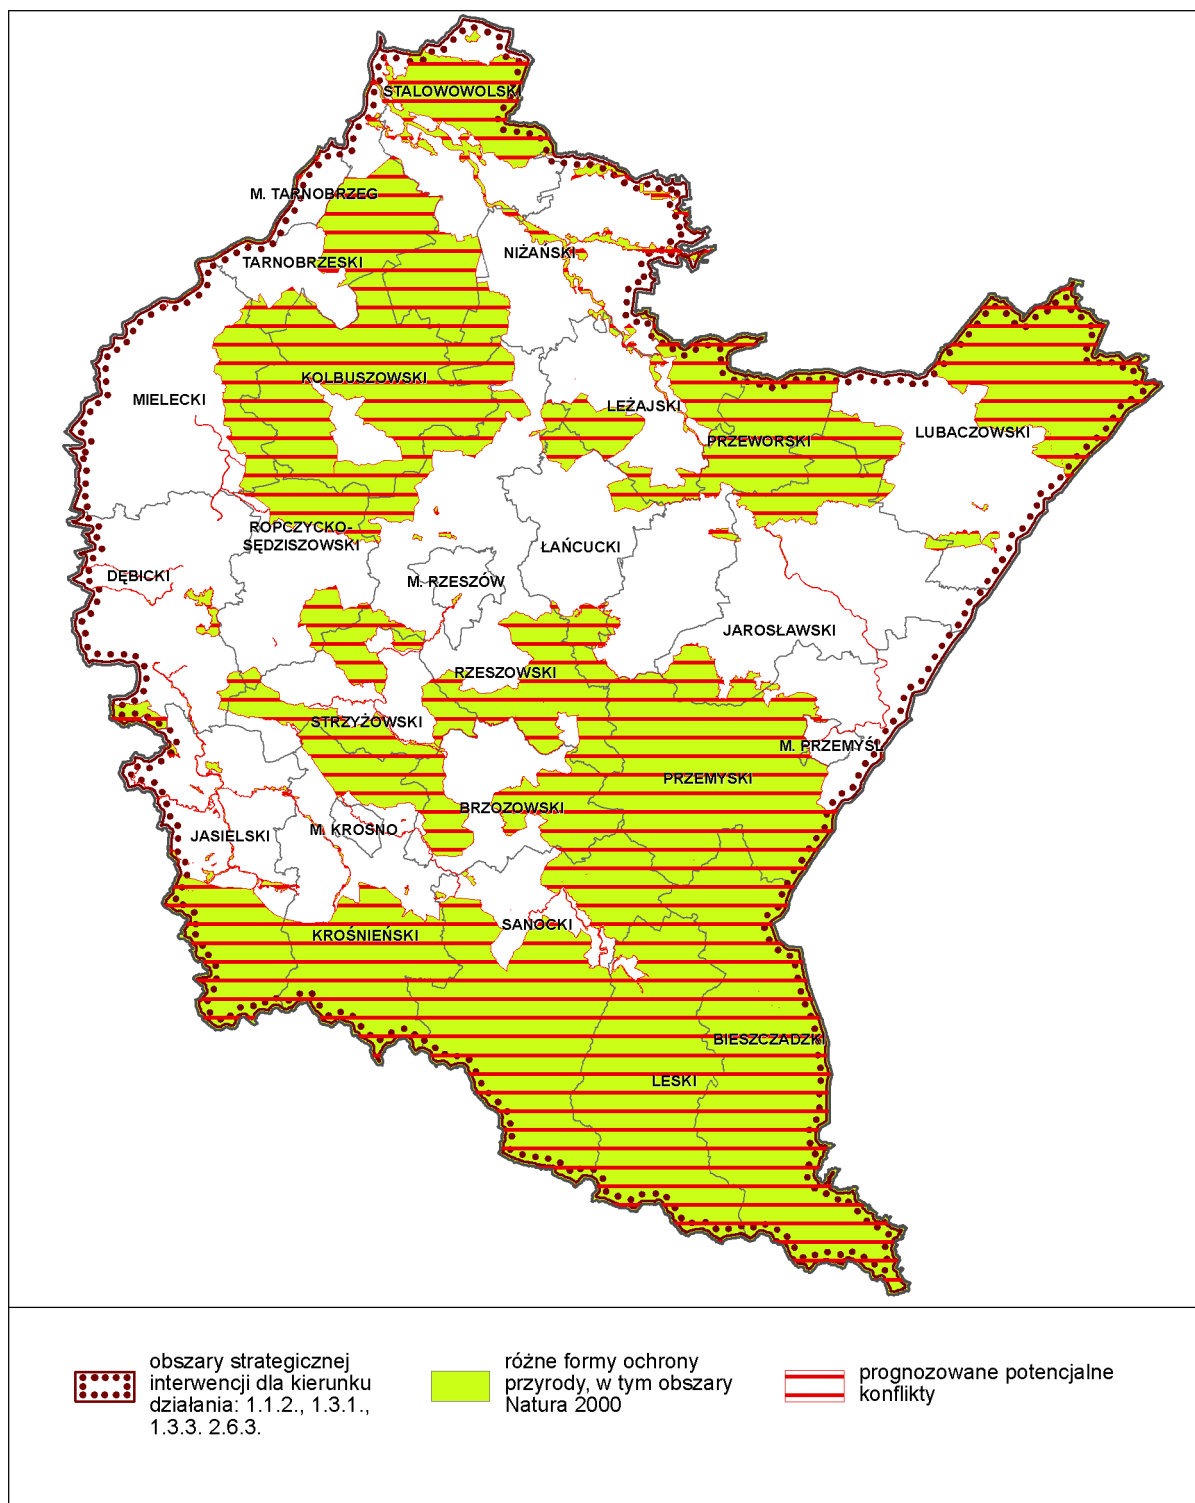 STALOWOWOLSKI
M. TARNOBRZEG
NIŻAŃSKI
TARNOBRZESKI
KOLBUSZOWSKI
MIELECKI
LEŻAJSKI
LUBACZOWSKI
PRZEWORSKI
ROPCZYCKO-
SĘDZISZOWSKI
ŁAŃCUCKI
DĘBICKI
M. RZESZÓW
JAROSŁAWSKI
RZESZOWSKI
STRZYŻOWSKI
M. PRZEMYŚL
PRZEMYSKI
BRZOZOWSKI
M. KROSNO
JASIELSKI
SANOCKI
KROŚNIEŃSKI
BIESZCZADZKI
LESKI
obszary strategicznej
interwencji dla kierunku
działania: 1.1.2., 1.3.1.,
1.3.3. 2.6.3.
różne formy ochrony
przyrody, w tym obszary
Natura 2000
prognozowane potencjalne
konflikty